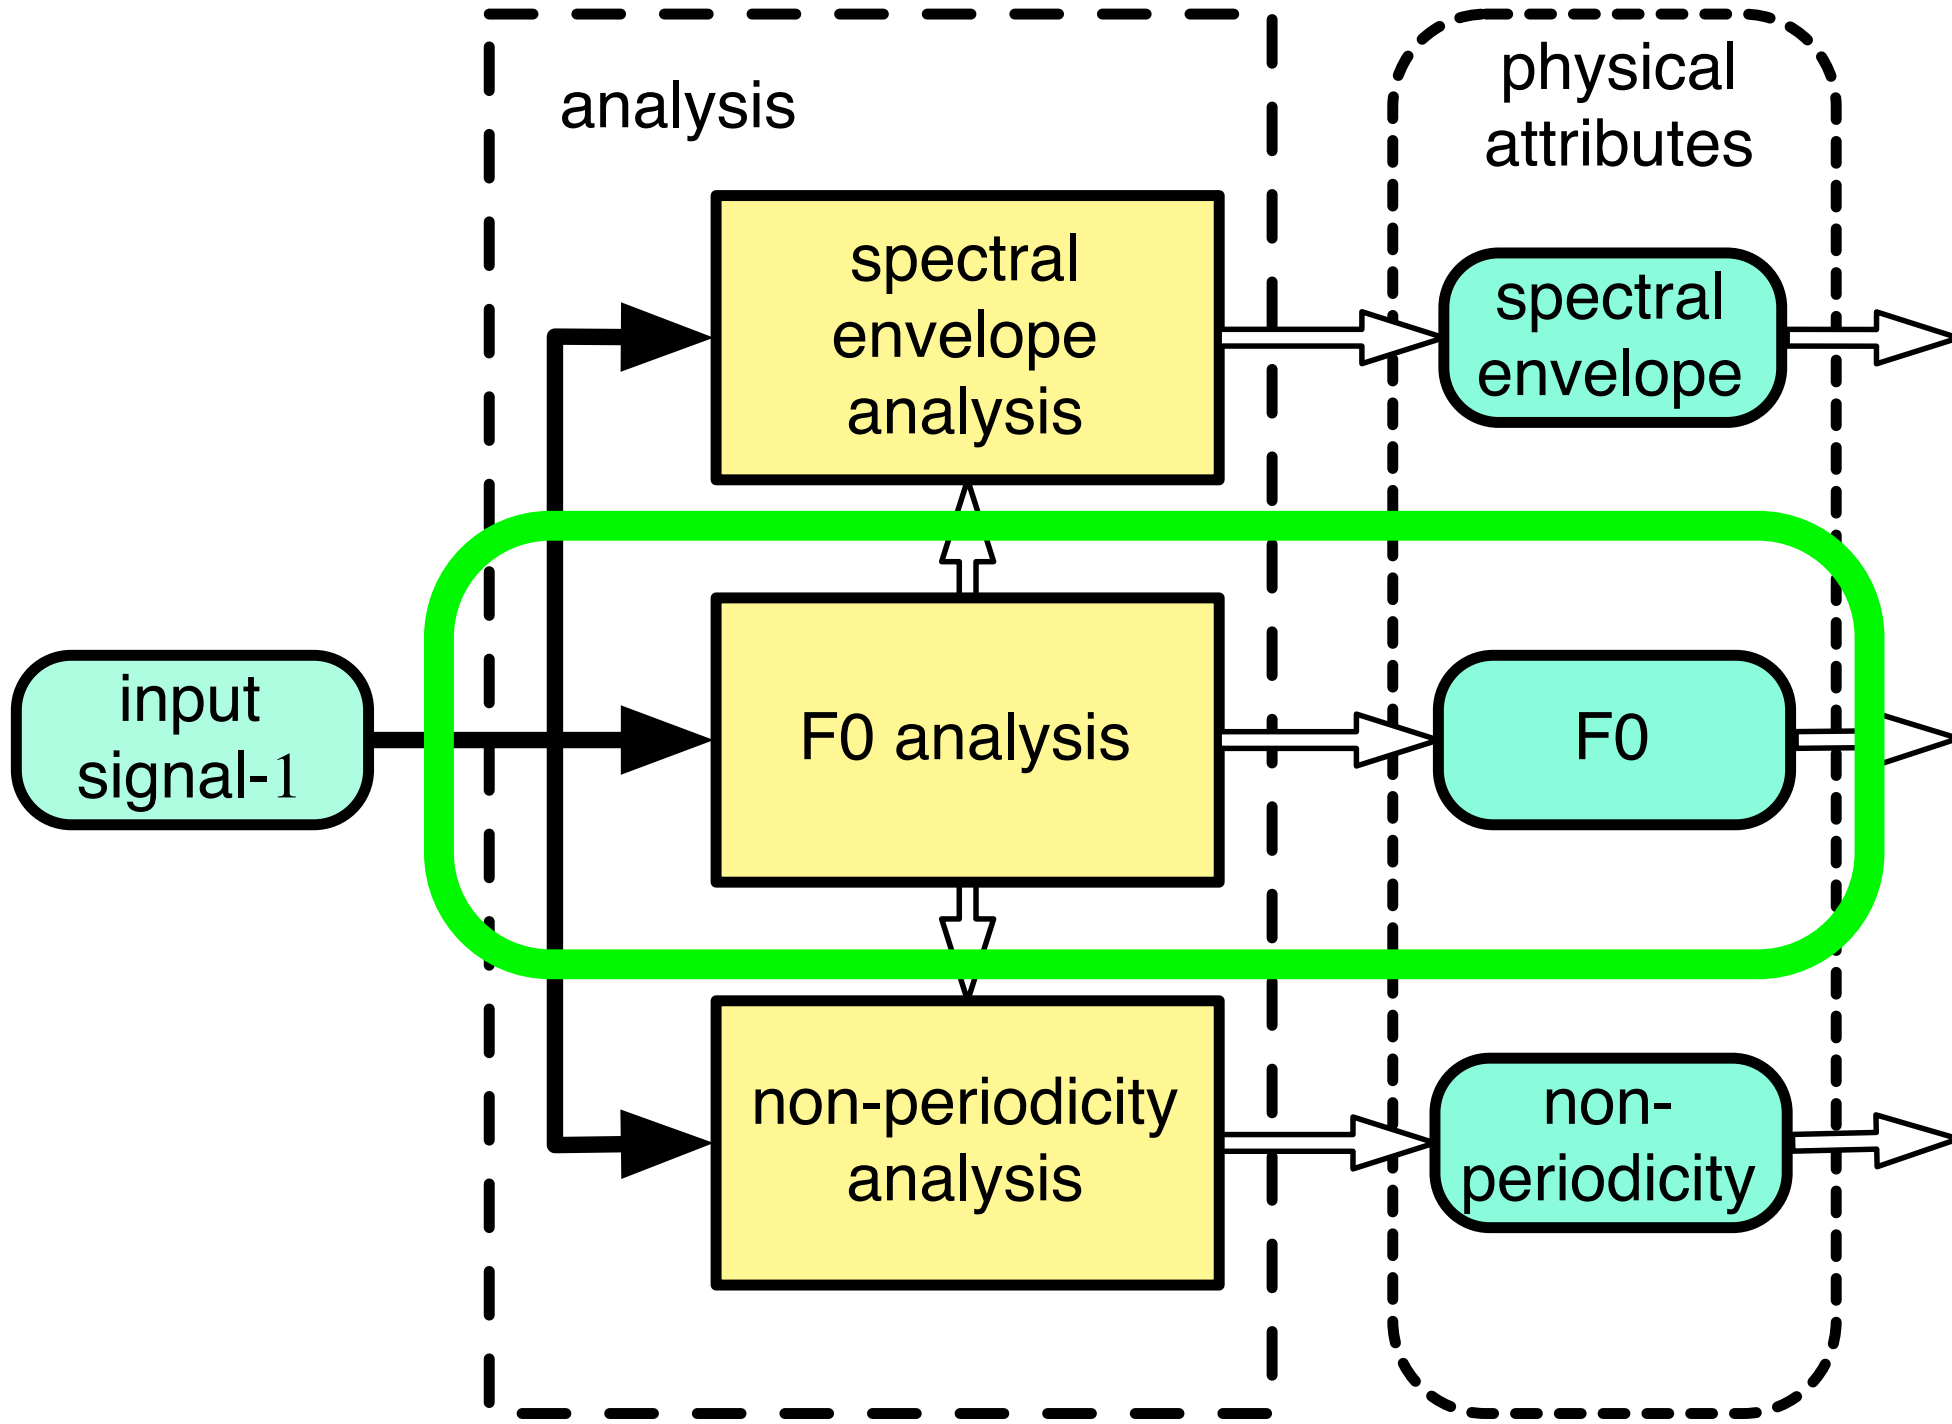 analysis
physical
attributes
spectral
envelope
analysis
spectral
envelope
input
signal-1
F0 analysis
F0
non-periodicity
analysis
non-
periodicity